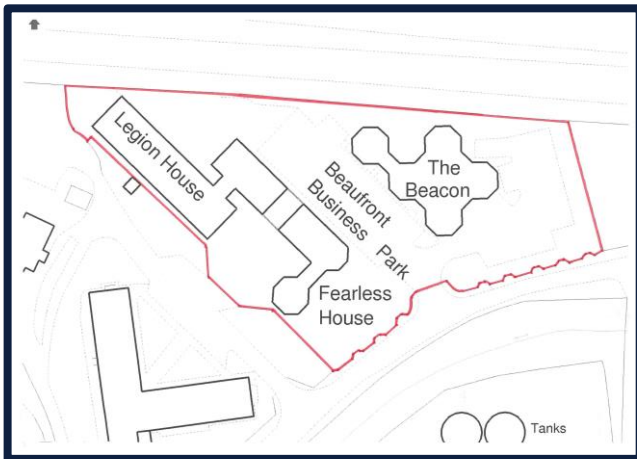 Legion House
The
Beacon
Beaufront
Business Park
Fearless
House
Tanks